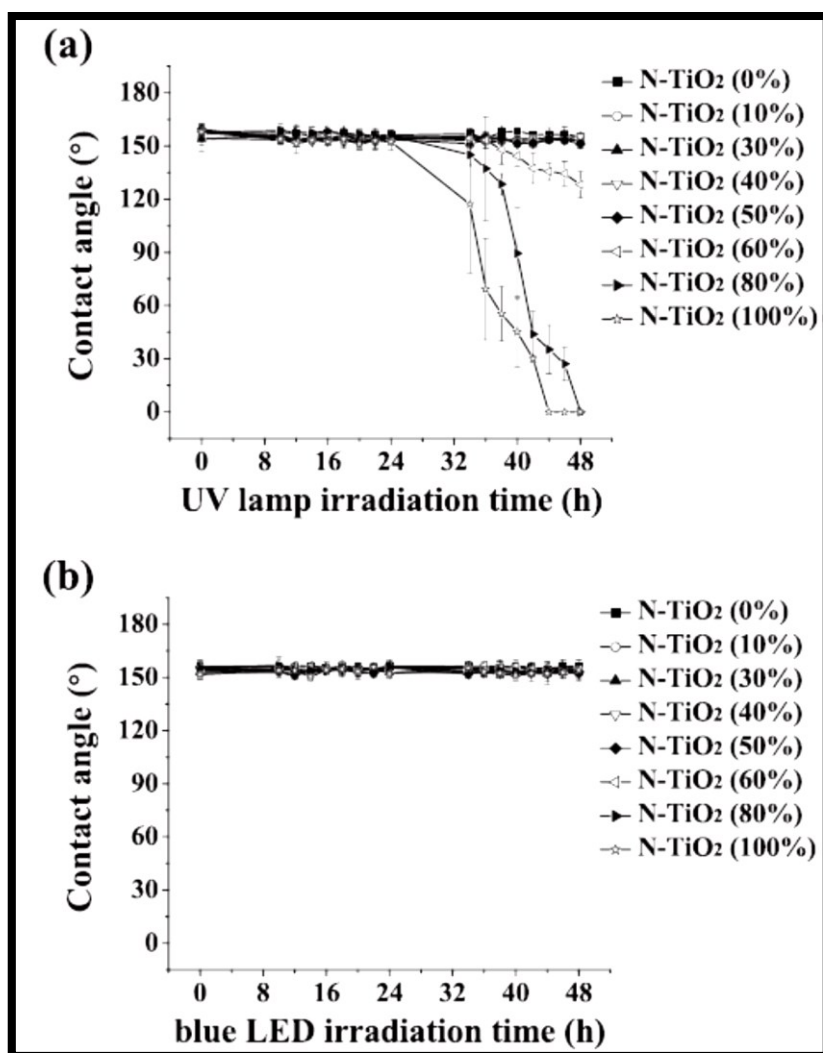 (a)
180
150
120
90
60
30
0
Contact angle (°)
0 8 16 24 32 40 48
UV lamp irradiation time (h)
N-TiO2 (0%)
N-TiO2 (10%)
N-TiO2 (30%)
N-TiO2 (40%)
N-TiO2 (50%)
N-TiO2 (60%)
N-TiO2 (80%)
N-TiO2 (100%)
(b)
180
150
120
90
60
30
0
Contact angle (°)
0 8 16 24 32 40 48
blue LED irradiation time (h)
N-TiO2 (0%)
N-TiO2 (10%)
N-TiO2 (30%)
N-TiO2 (40%)
N-TiO2 (50%)
N-TiO2 (60%)
N-TiO2 (80%)
N-TiO2 (100%)